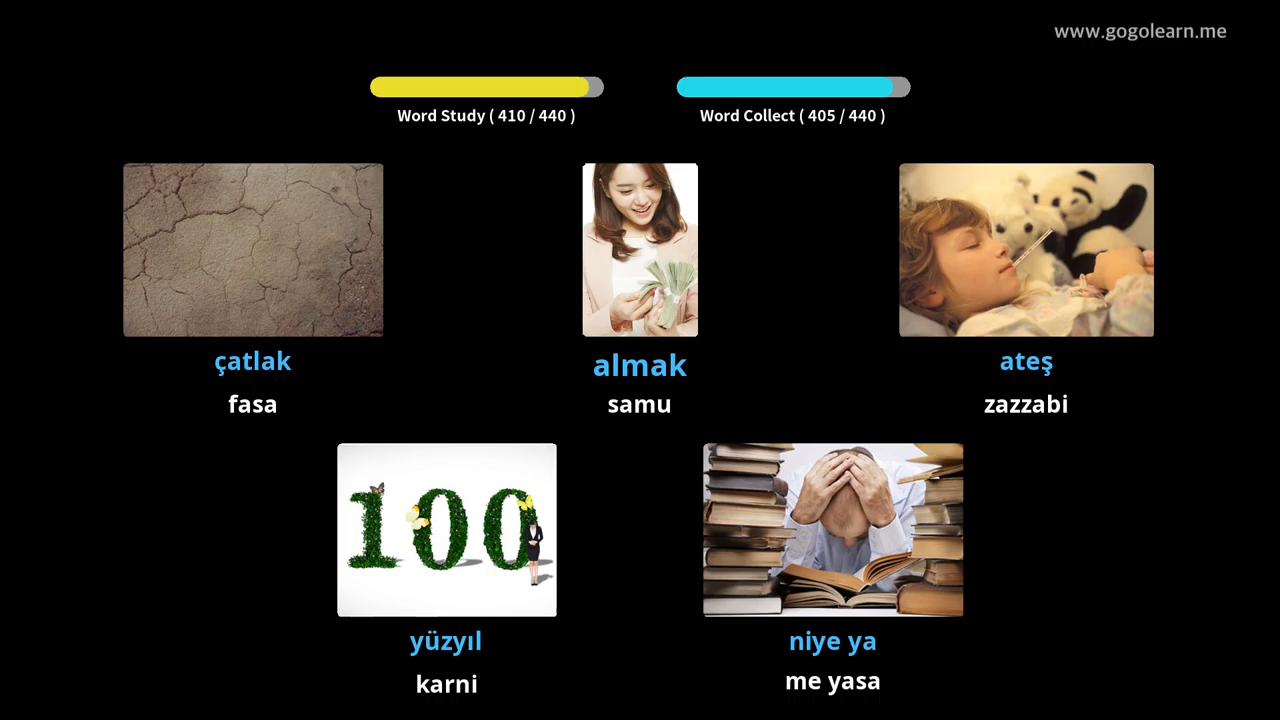 www.gogolearn.me
Word Study ( 410 / 440 )
Word Collect ( 405 / 440 )
çatlak
fasa
almak
samu
ateş
zazzabi
100
yüzyıl
karni
niye ya
me yasa